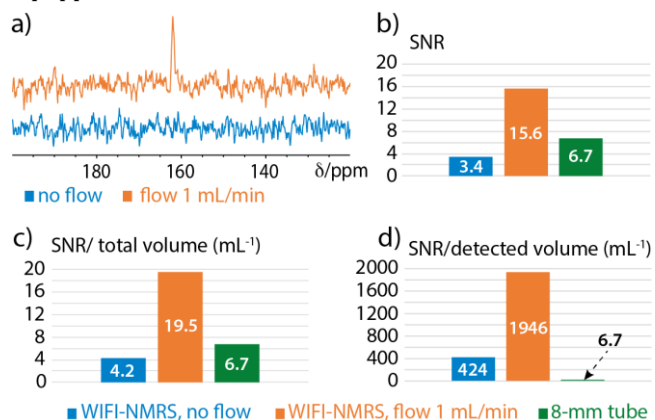 a)
180 160 140 δ/ppm
no flow flow 1 mL/min
b)
SNR
20
16
12
8
4
0
3.4
15.6
6.7
c)
SNR/ total volume (mL⁻¹)
20
16
12
8
4
0
4.2
19.5
6.7
d)
SNR/detected volume (mL⁻¹)
2000
1600
1200
800
400
0
424
1946
6.7
WIFI-NMRS, no flow WIFI-NMRS, flow 1 mL/min 8-mm tube